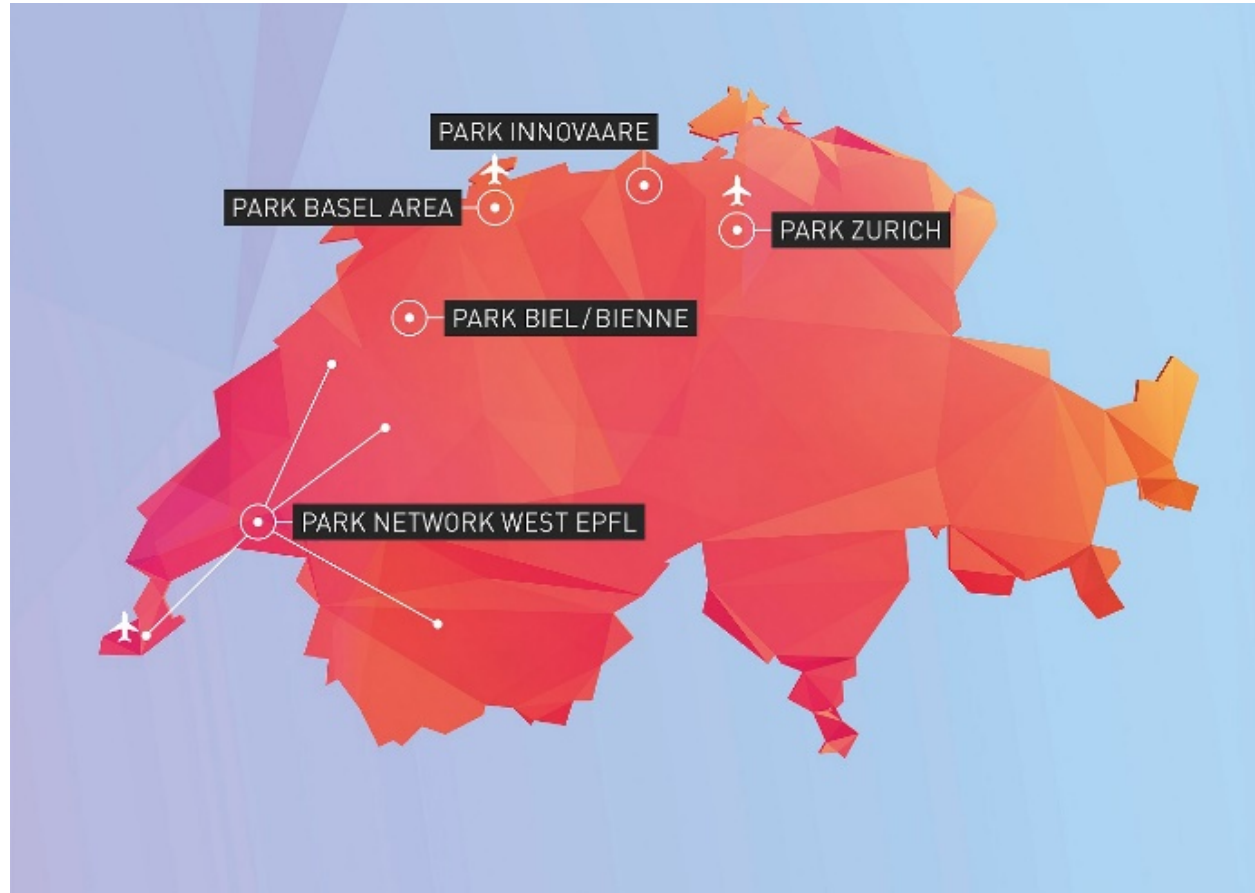 PARK INNOVAARE
PARK BASEL AREA
PARK ZURICH
PARK BIEL/BIENNE
PARK NETWORK WEST EPFL